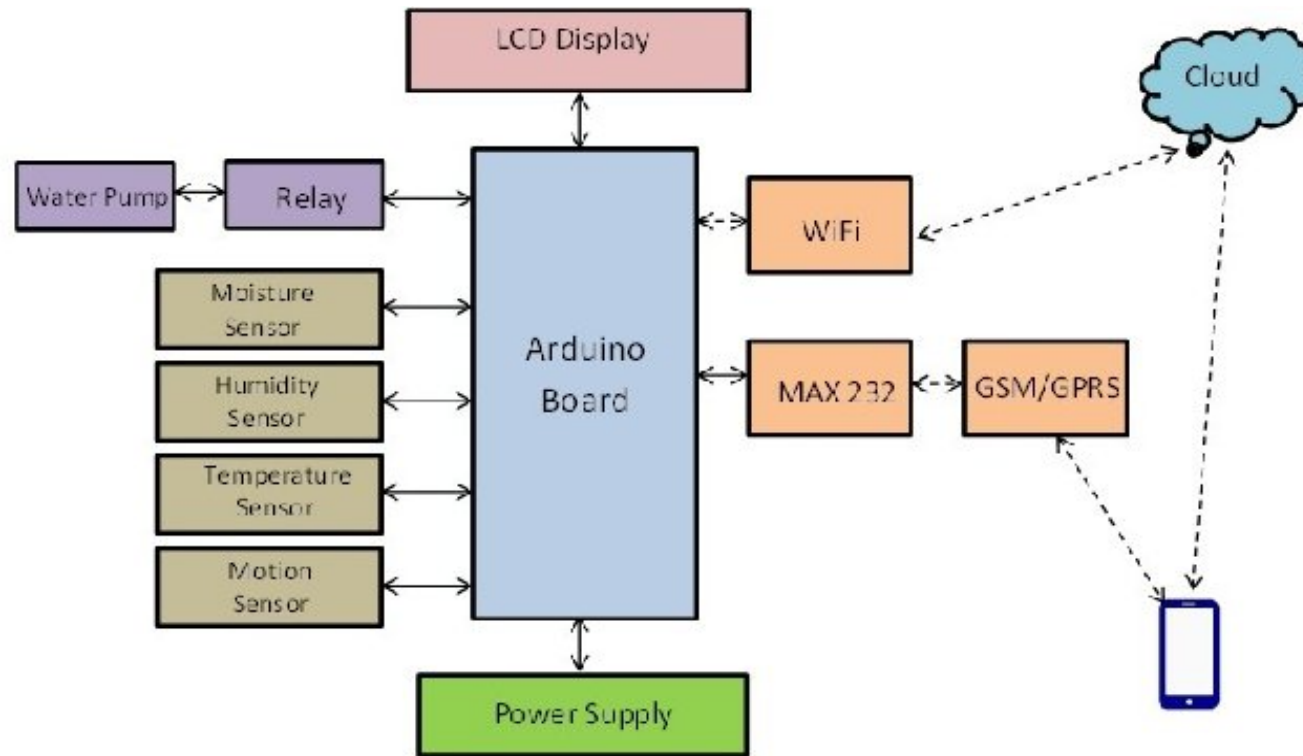 LCD Display
Cloud
Water Pump
Relay
WiFi
Moisture
Sensor
Arduino
Board
Humidity
Sensor
MAX 232
GSM/GPRS
Temperature
Sensor
Motion
Sensor
Power Supply